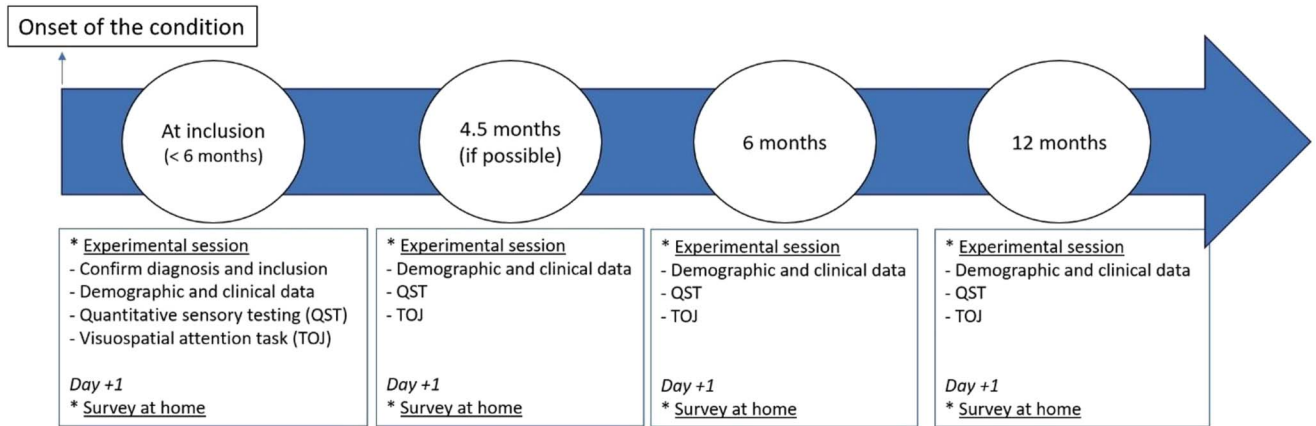 Onset of the condition
At inclusion
(< 6 months)
4.5 months
(if possible)
6 months
12 months
* Experimental session
- Confirm diagnosis and inclusion
- Demographic and clinical data
- Quantitative sensory testing (QST)
- Visuospatial attention task (TOJ)
Day +1
* Survey at home
* Experimental session
- Demographic and clinical data
- QST
- TOJ
Day +1
* Survey at home
* Experimental session
- Demographic and clinical data
- QST
- TOJ
Day +1
* Survey at home
* Experimental session
- Demographic and clinical data
- QST
- TOJ
Day +1
* Survey at home